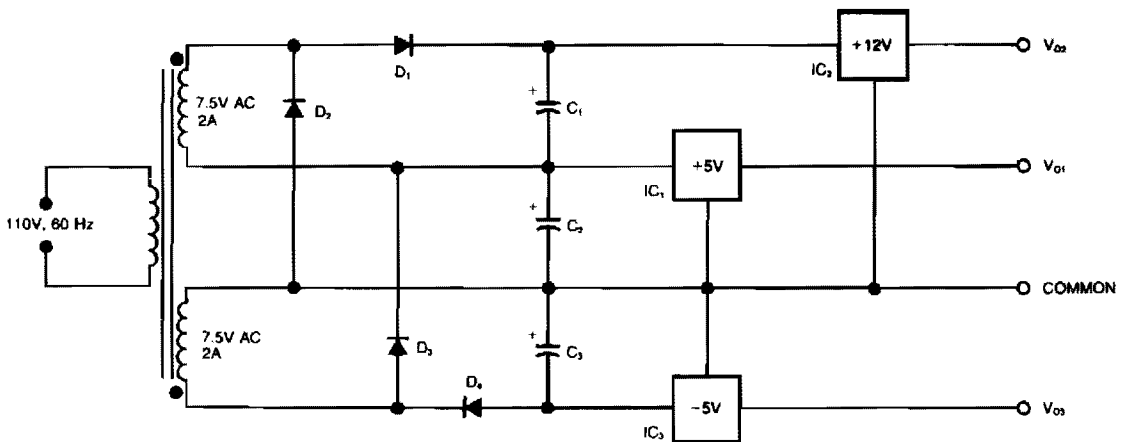 +12V
V₀₂
IC₂
D₁
7.5V AC
2A
D₂
+
C₁
+5V
V₀₁
IC₁
110V, 60 Hz
+
C₂
COMMON
7.5V AC
2A
D₃
+
C₃
D₄
-5V
V₀₃
IC₃